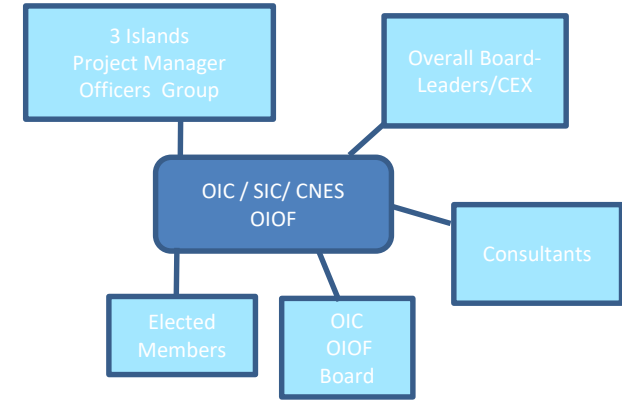 3 Islands
Project Manager
Officers Group
Overall Board-
Leaders/CEX
OIC / SIC/ CNES
OIOF
Consultants
Elected
Members
OIC
OIOF
Board